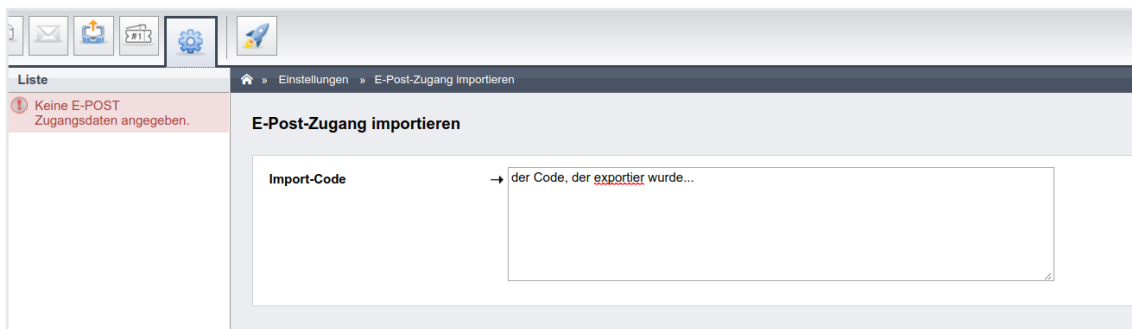 #1
Liste
» Einstellungen » E-Post-Zugang importieren
Keine E-POST
Zugangsdaten angegeben.
E-Post-Zugang importieren
Import-Code
der Code, der exportier wurde...